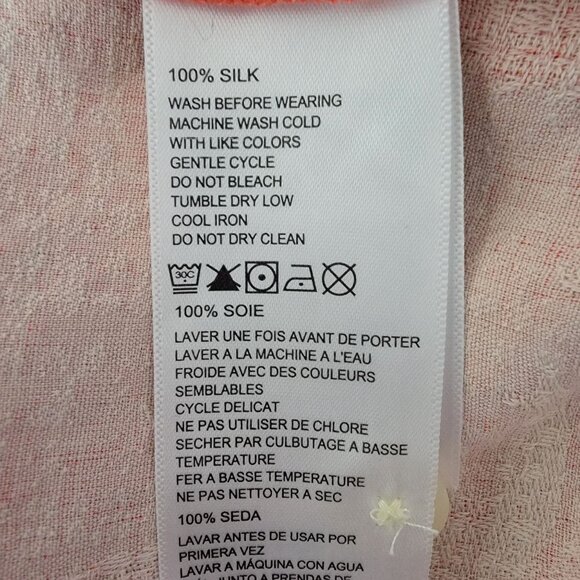 100% SILK
WASH BEFORE WEARING
MACHINE WASH COLD
WITH LIKE COLORS
GENTLE CYCLE
DO NOT BLEACH
TUMBLE DRY LOW
COOL IRON
DO NOT DRY CLEAN
30C
100% SOIE
LAVER UNE FOIS AVANT DE PORTER
LAVER A LA MACHINE A L'EAU
FROIDE AVEC DES COULEURS
SEMBLABLES
CYCLE DELICAT
NE PAS UTILISER DE CHLORE
SECHER PAR CULBUTAGE A BASSE
TEMPERATURE
FER A BASSE TEMPERATURE
NE PAS NETTOYER A SEC
100% SEDA
LAVAR ANTES DE USAR POR
PRIMERA VEZ
LAVAR A MÁQUINA CON AGUA
PRENDAS DE